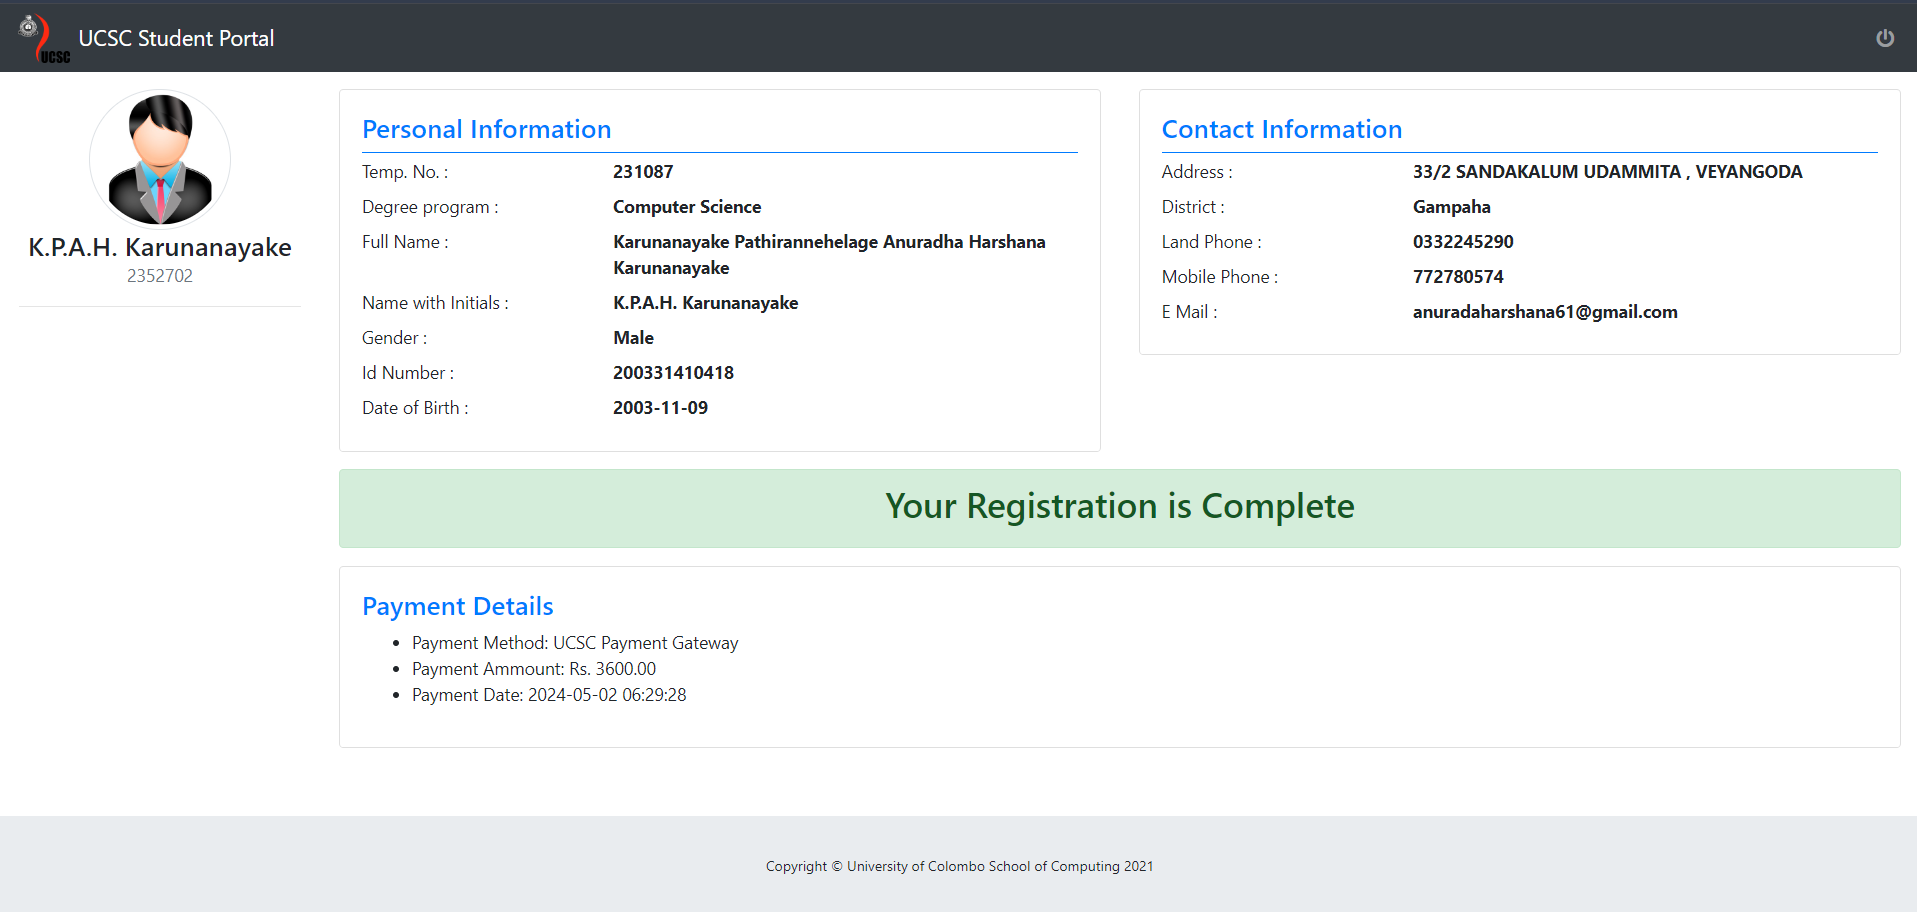 UCSC
UCSC Student Portal
K.P.A.H. Karunanayake
2352702
Personal Information
Temp. No. : 231087
Degree program : Computer Science
Full Name : Karunanayake Pathirannehelage Anuradha Harshana
Karunanayake
Name with Initials : K.P.A.H. Karunanayake
Gender : Male
Id Number : 200331410418
Date of Birth : 2003-11-09
Contact Information
Address : 33/2 SANDAKALUM UDAMMITA , VEYANGODA
District : Gampaha
Land Phone : 0332245290
Mobile Phone : 772780574
E Mail : anuradaharshana61@gmail.com
Your Registration is Complete
Payment Details
• Payment Method: UCSC Payment Gateway
• Payment Ammount: Rs. 3600.00
• Payment Date: 2024-05-02 06:29:28
Copyright © University of Colombo School of Computing 2021